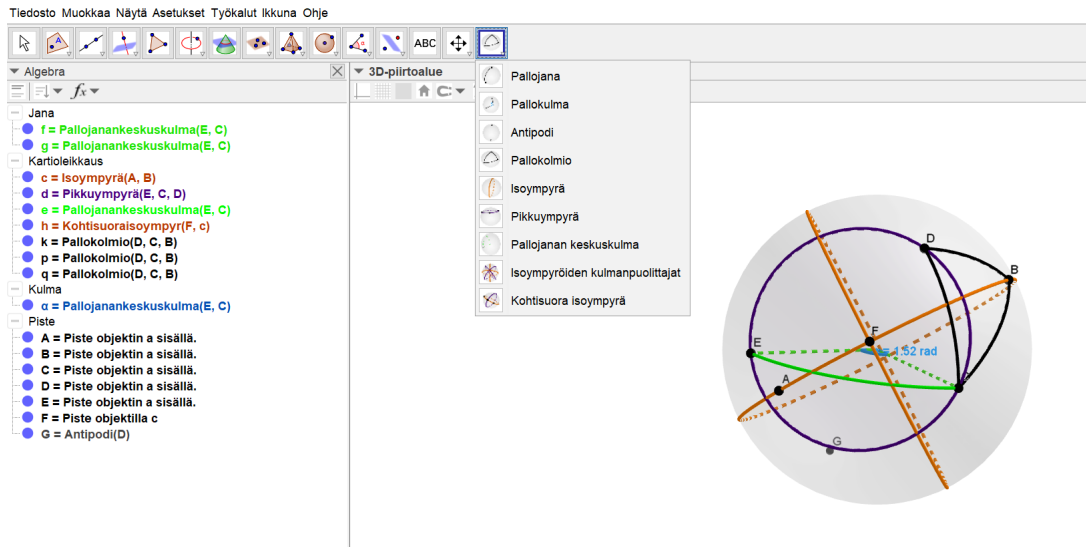 Tiedosto Muokkaa Näytä Asetukset Työkalut Ikkuna Ohje
A
ABC
Algebra
3D-piirtoalue
fx
Jana
f = Pallojanankeskuskulma(E, C)
g = Pallojanankeskuskulma(E, C)
Kartioleikkaus
c = Isoympyrä(A, B)
d = Pikkuympyrä(E, C, D)
e = Pallojanankeskuskulma(E, C)
h = Kohtisuoraisoympyr(F, c)
k = Pallokolmio(D, C, B)
p = Pallokolmio(D, C, B)
q = Pallokolmio(D, C, B)
Kulma
α = Pallojanankeskuskulma(E, C)
Piste
A = Piste objektin a sisällä.
B = Piste objektin a sisällä.
C = Piste objektin a sisällä.
D = Piste objektin a sisällä.
E = Piste objektin a sisällä.
F = Piste objektilla c
G = Antipodi(D)
Pallojana
Pallokulma
Antipodi
Pallokolmio
Isoympyrä
Pikkuympyrä
Pallojanan keskuskulma
Isoympyröiden kulmanpuolittajat
Kohtisuora isoympyrä
D
B
F
E
= 1.52 rad
A
G